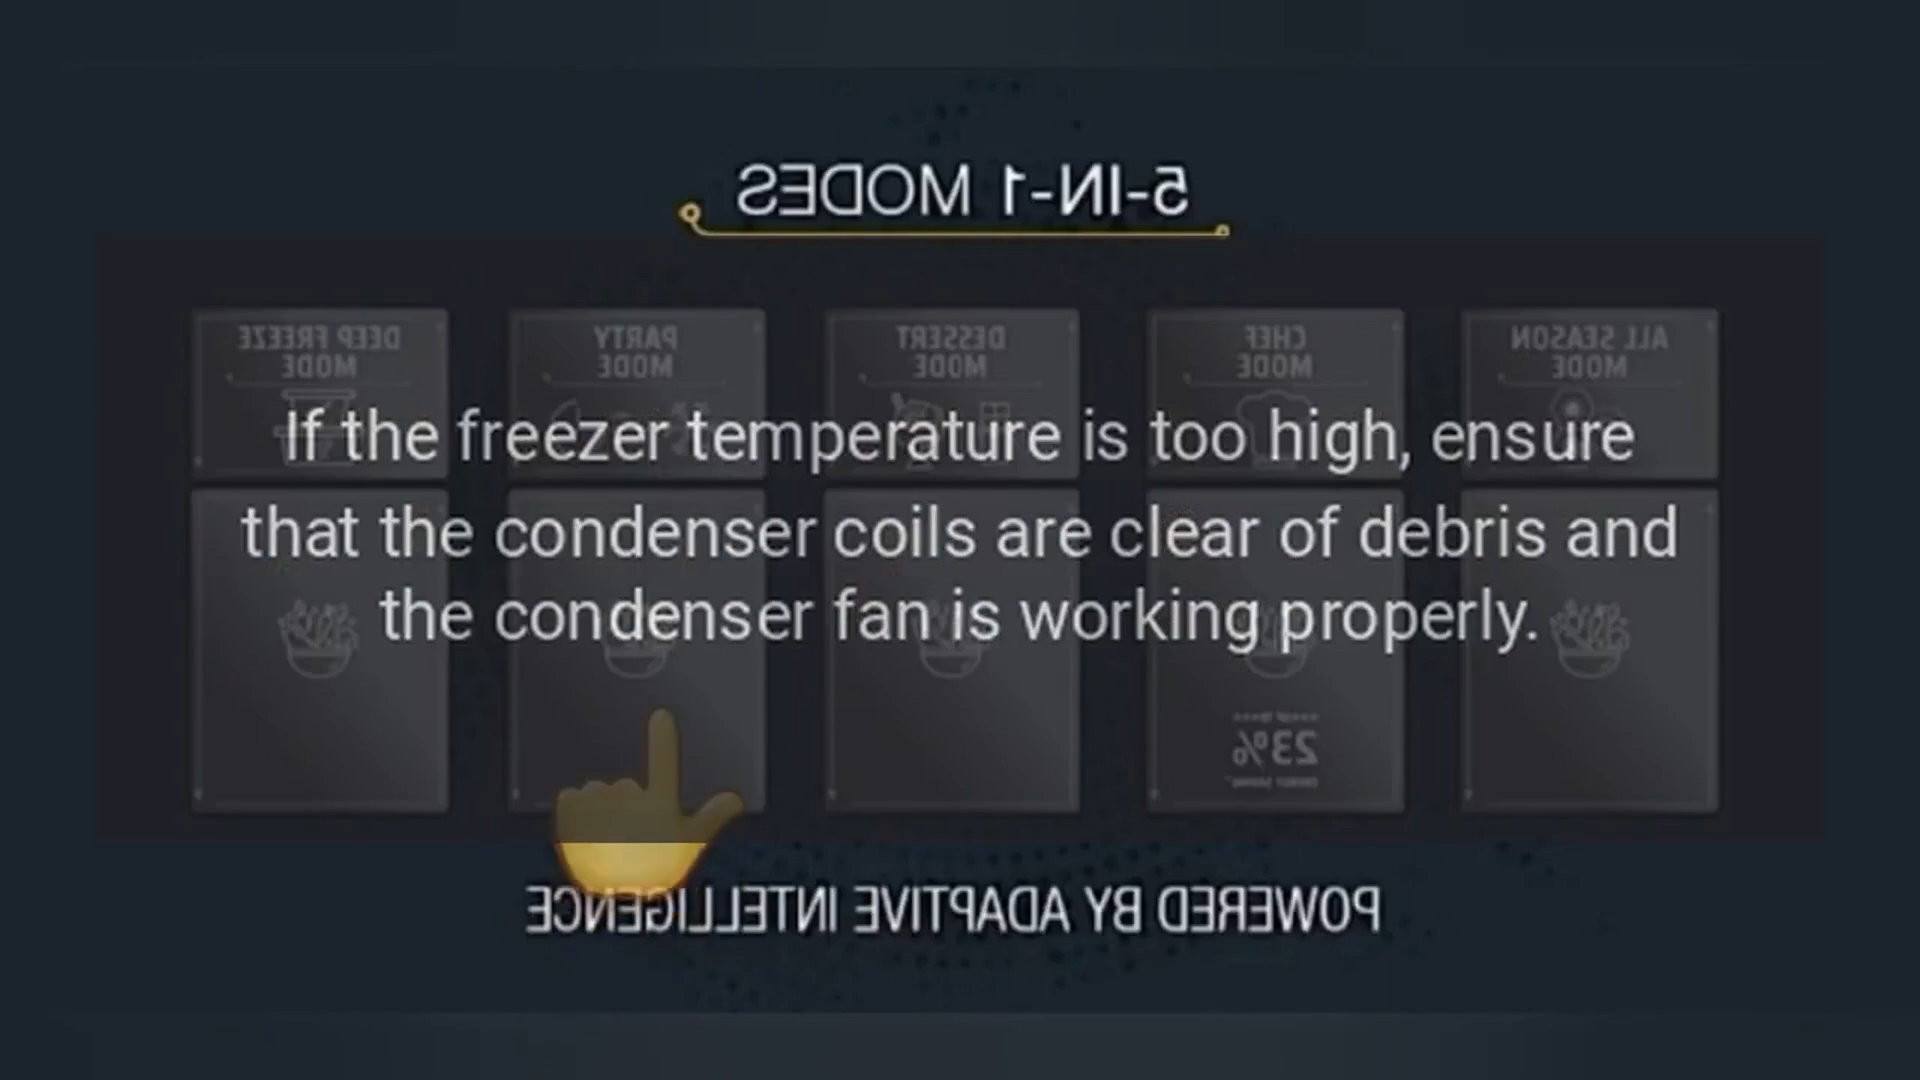 5-IN-1 MODES
DEEP FREEZE
MODE
PARTY
MODE
DESSERT
MODE
CHEF
MODE
ALL SEASON
MODE
If the freezer temperature is too high, ensure
that the condenser coils are clear of debris and
the condenser fan is working properly.
23%
POWERED BY ADAPTIVE INTELLIGENCE